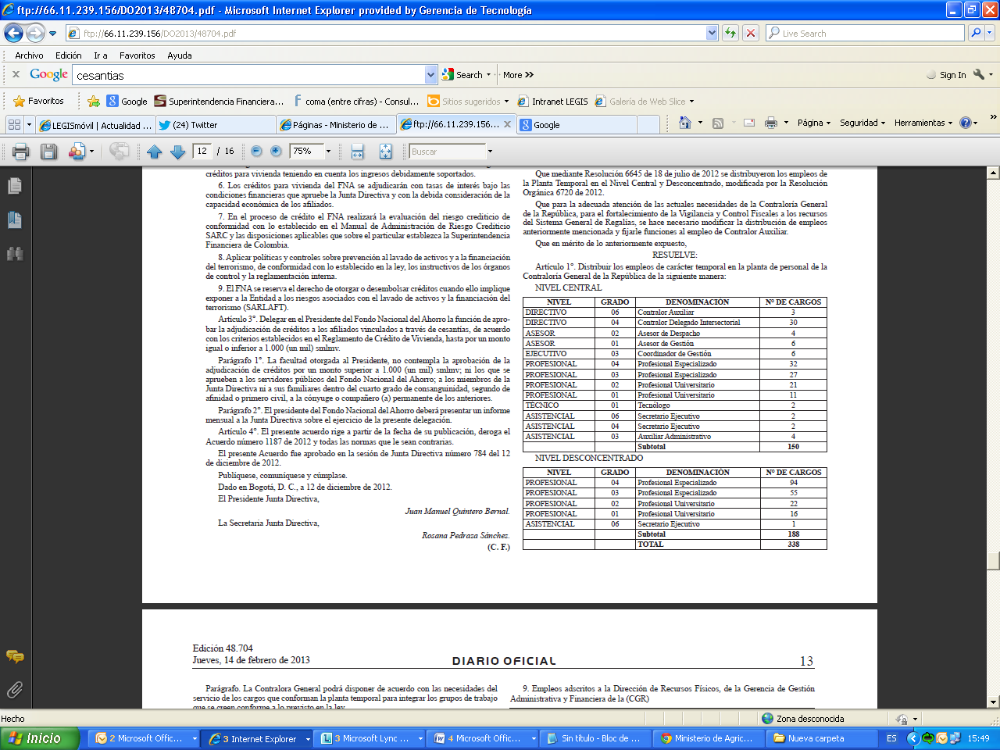 ftp://66.11.239.156/DO2013/48704.pdf - Microsoft Internet Explorer provided by Gerencia de Tecnología
ftp://66.11.239.156/DO2013/48704.pdf
Live Search
Archivo Edición Ir a Favoritos Ayuda
x Google cesantias Search More Sign In
Favoritos Google Superintendencia Financiera... coma (entre cifras) - Consul... Sitios sugeridos Intranet LEGIS Galería de Web Slice
LEGISmóvil | Actualidad ... (24) Twitter Páginas - Ministerio de ... ftp://66.11.239.156... Google Página Seguridad Herramientas
12 / 16 75% Buscar
créditos para vivienda teniendo en cuenta los ingresos debidamente soportados.
6. Los créditos para vivienda del FNA se adjudicarán con tasas de interés bajo las
condiciones financieras que apruebe la Junta Directiva y con la debida consideración de la
capacidad económica de los afiliados.
7. En el proceso de crédito el FNA realizará la evaluación del riesgo crediticio de
conformidad con lo establecido en el Manual de Administración de Riesgo Crediticio
SARC y las disposiciones aplicables que sobre el particular establezca la Superintendencia
Financiera de Colombia.
8. Aplicar políticas y controles sobre prevención al lavado de activos y a la financiación
del terrorismo, de conformidad con lo establecido en la ley, los instructivos de los órganos
de control y la reglamentación interna.
9. El FNA se reserva el derecho de otorgar o desembolsar créditos cuando ello implique
exponer a la Entidad a los riesgos asociados con el lavado de activos y la financiación del
terrorismo (SARLAFT).
Artículo 3°. Delegar en el Presidente del Fondo Nacional del Ahorro la función de apro-
bar la adjudicación de créditos a los afiliados vinculados a través de cesantías, de acuerdo
con los criterios establecidos en el Reglamento de Crédito de Vivienda, hasta por un monto
igual o inferior a 1.000 (un mil) smlmv.
Parágrafo 1°. La facultad otorgada al Presidente, no contempla la aprobación de la
adjudicación de créditos por un monto superior a 1.000 (un mil) smlmv; ni los que se
aprueben a los servidores públicos del Fondo Nacional del Ahorro; a los miembros de la
Junta Directiva ni a sus familiares dentro del cuarto grado de consanguinidad, segundo de
afinidad o primero civil, a la cónyuge o compañero (a) permanente de los anteriores.
Parágrafo 2°. El presidente del Fondo Nacional del Ahorro deberá presentar un informe
mensual a la Junta Directiva sobre el ejercicio de la presente delegación.
Artículo 4°. El presente acuerdo rige a partir de la fecha de su publicación, deroga el
Acuerdo número 1187 de 2012 y todas las normas que le sean contrarias.
El presente Acuerdo fue aprobado en la sesión de Junta Directiva número 784 del 12
de diciembre de 2012.
Publíquese, comuníquese y cúmplase.
Dado en Bogotá, D. C., a 12 de diciembre de 2012.
El Presidente Junta Directiva,
Juan Manuel Quintero Bernal.
La Secretaria Junta Directiva,
Rosana Pedraza Sánchez.
(C. F.)
Que mediante Resolución 6645 de 18 de julio de 2012 se distribuyeron los empleos de
la Planta Temporal en el Nivel Central y Desconcentrado, modificada por la Resolución
Orgánica 6720 de 2012.
Que para la adecuada atención de las actuales necesidades de la Contraloría General
de la República, para el fortalecimiento de la Vigilancia y Control Fiscales a los recursos
del Sistema General de Regalías, se hace necesario modificar la distribución de empleos
anteriormente mencionada y fijarle funciones al empleo de Contralor Auxiliar.
Que en mérito de lo anteriormente expuesto,
RESUELVE:
Artículo 1°. Distribuir los empleos de carácter temporal en la planta de personal de la
Contraloría General de la República de la siguiente manera:
NIVEL CENTRAL
NIVEL GRADO DENOMINACIÓN N° DE CARGOS
DIRECTIVO 06 Contralor Auxiliar 3
DIRECTIVO 04 Contralor Delegado Intersectorial 30
ASESOR 02 Asesor de Despacho 4
ASESOR 01 Asesor de Gestión 6
EJECUTIVO 03 Coordinador de Gestión 6
PROFESIONAL 04 Profesional Especializado 32
PROFESIONAL 03 Profesional Especializado 27
PROFESIONAL 02 Profesional Universitario 21
PROFESIONAL 01 Profesional Universitario 11
TECNICO 01 Tecnólogo 2
ASISTENCIAL 06 Secretario Ejecutivo 2
ASISTENCIAL 04 Secretario Ejecutivo 2
ASISTENCIAL 03 Auxiliar Administrativo 4
Subtotal 150
NIVEL DESCONCENTRADO
NIVEL GRADO DENOMINACIÓN N° DE CARGOS
PROFESIONAL 04 Profesional Especializado 94
PROFESIONAL 03 Profesional Especializado 55
PROFESIONAL 02 Profesional Universitario 22
PROFESIONAL 01 Profesional Universitario 16
ASISTENCIAL 06 Secretario Ejecutivo 1
Subtotal 188
TOTAL 338
Edición 48.704
Jueves, 14 de febrero de 2013 DIARIO OFICIAL 13
Parágrafo. La Contralora General podrá disponer de acuerdo con las necesidades del
servicio de los cargos que conforman la planta temporal para integrar los grupos de trabajo
que se creen conforme a lo previsto en la ley
9. Empleos adscritos a la Dirección de Recursos Físicos, de la Gerencia de Gestión
Administrativa y Financiera de la (CGR)
Hecho Zona desconocida
Inicio 2 Microsoft Offic... 3 Internet Explorer 3 Microsoft Lync ... 4 Microsoft Offic... Sin título - Bloc de ... Ministerio de Agric... Nueva carpeta ES 15:49